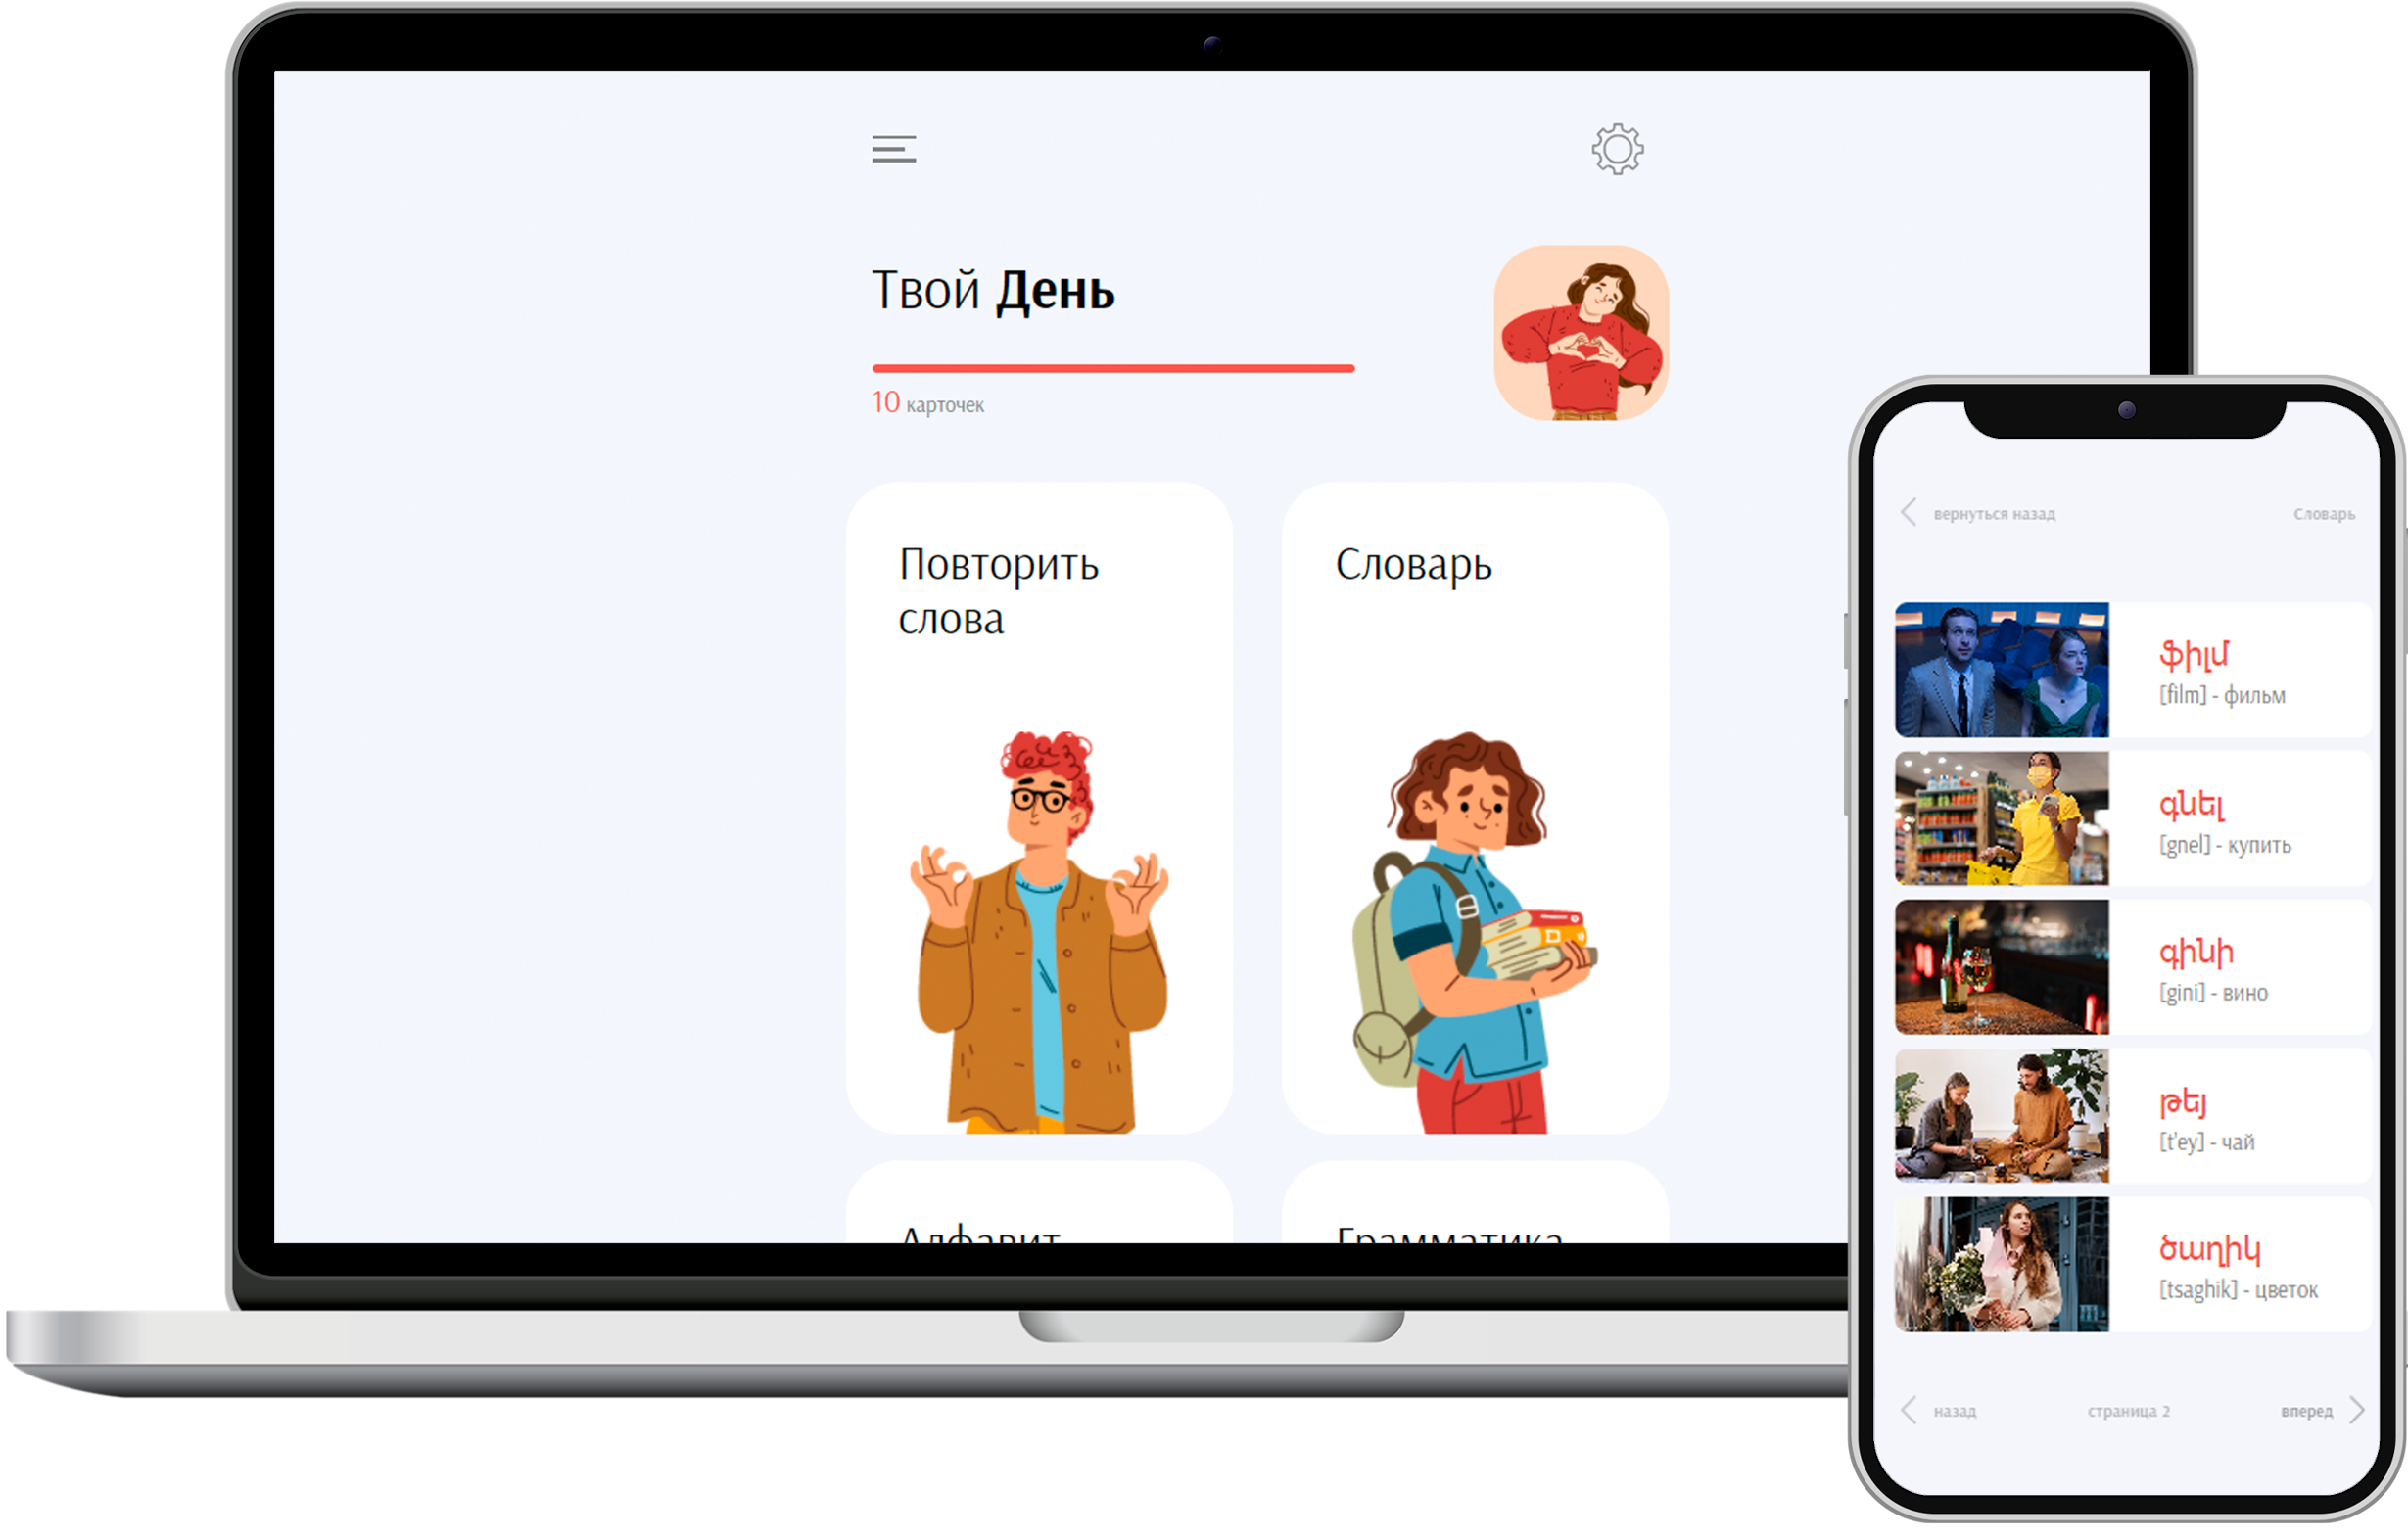 Твой День
10 карточек
Повторить
слова
Словарь
Алфавит
Грамматика
вернуться назад
Словарь
ֆիլմ
[film] - фильм
գնել
[gnel] - купить
գինի
[gini] - вино
թեյ
[t'ey] - чай
ծաղիկ
[tsaghik] - цветок
назад
страница 2
вперед